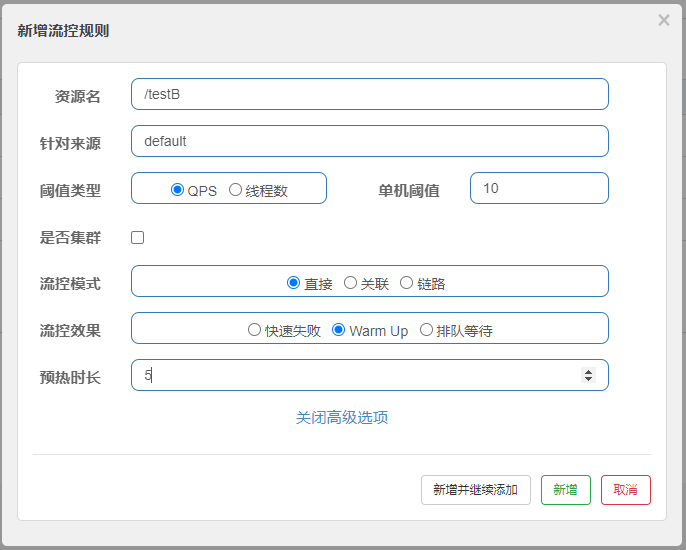 新增流控规则 ×
资源名 /testB
针对来源 default
阈值类型 QPS 线程数 单机阈值 10
是否集群
流控模式 直接 关联 链路
流控效果 快速失败 Warm Up 排队等待
预热时长 5
关闭高级选项
新增并继续添加 新增 取消